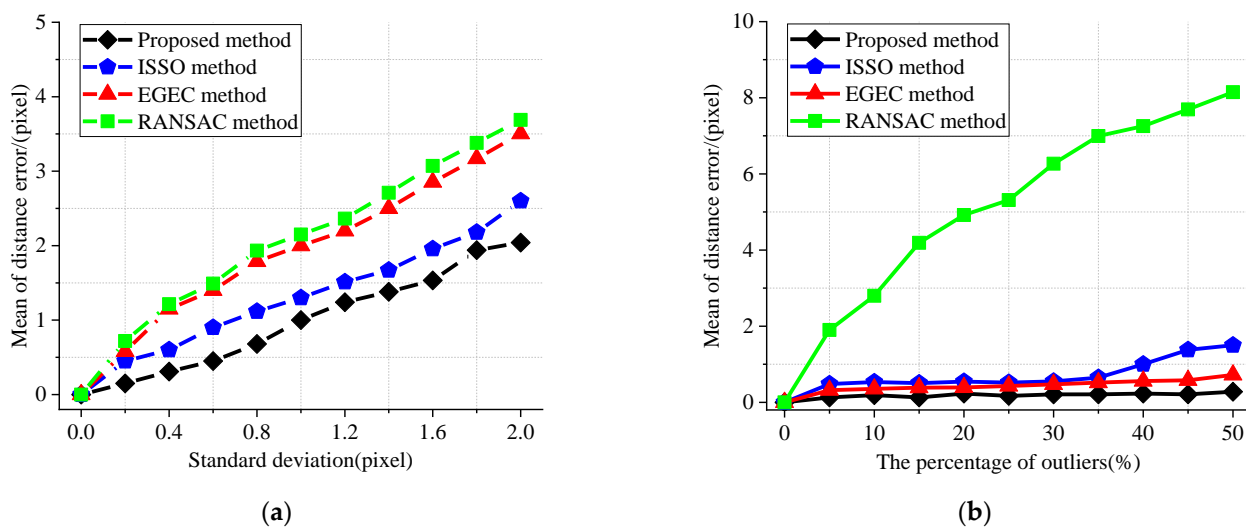 Proposed method
ISSO method
EGEC method
RANSAC method
Mean of distance error/(pixel)
5
4
3
2
1
0
0.0 0.4 0.8 1.2 1.6 2.0
Standard deviation(pixel)
(a)
Proposed method
ISSO method
EGEC method
RANSAC method
Mean of distance error/(pixel)
10
8
6
4
2
0
0 10 20 30 40 50
The percentage of outliers(%)
(b)